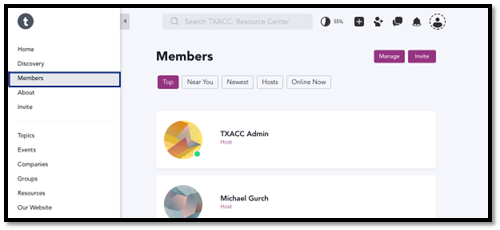 t
Search TXACC: Resource Center
55%
Home
Discovery
Members
About
Invite
Topics
Events
Companies
Groups
Resources
Our Website
Members
Manage
Invite
Top
Near You
Newest
Hosts
Online Now
TXACC Admin
Host
Michael Gurch
Host